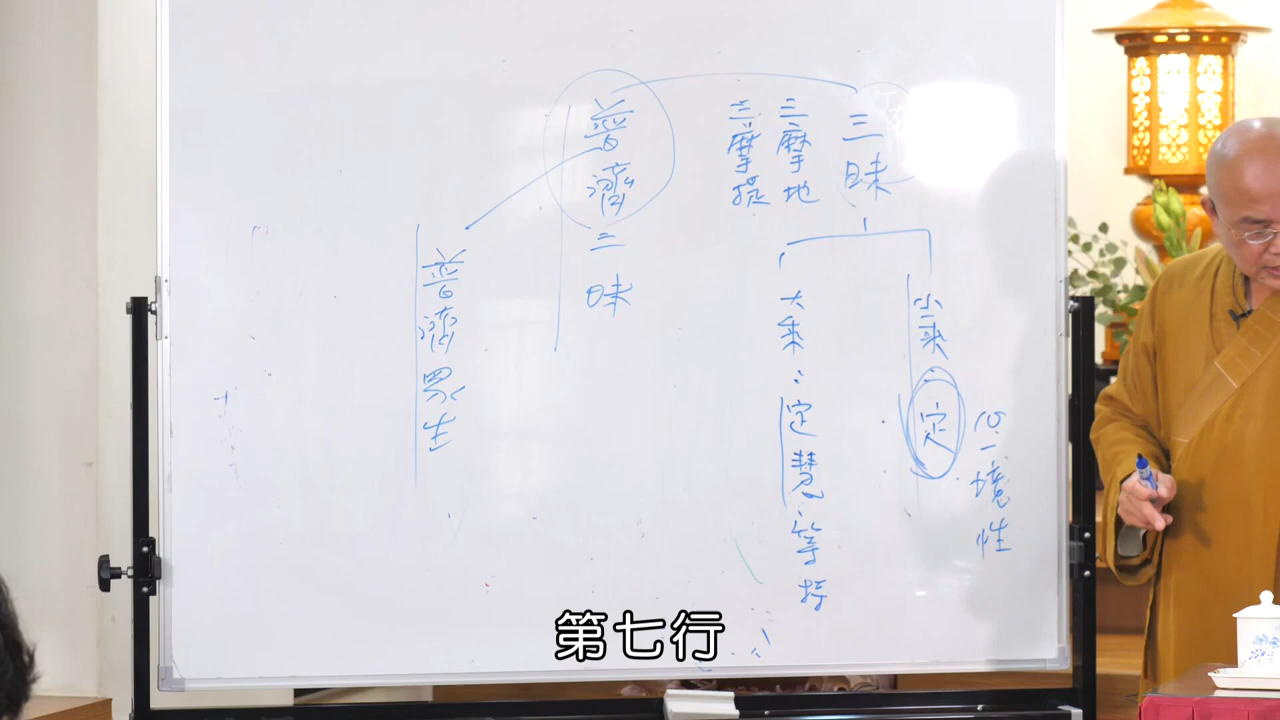 三昧
三摩地
三摩提
小乘：定
心一境性
大乘：定慧等持
普濟三昧
普濟眾生
第七行